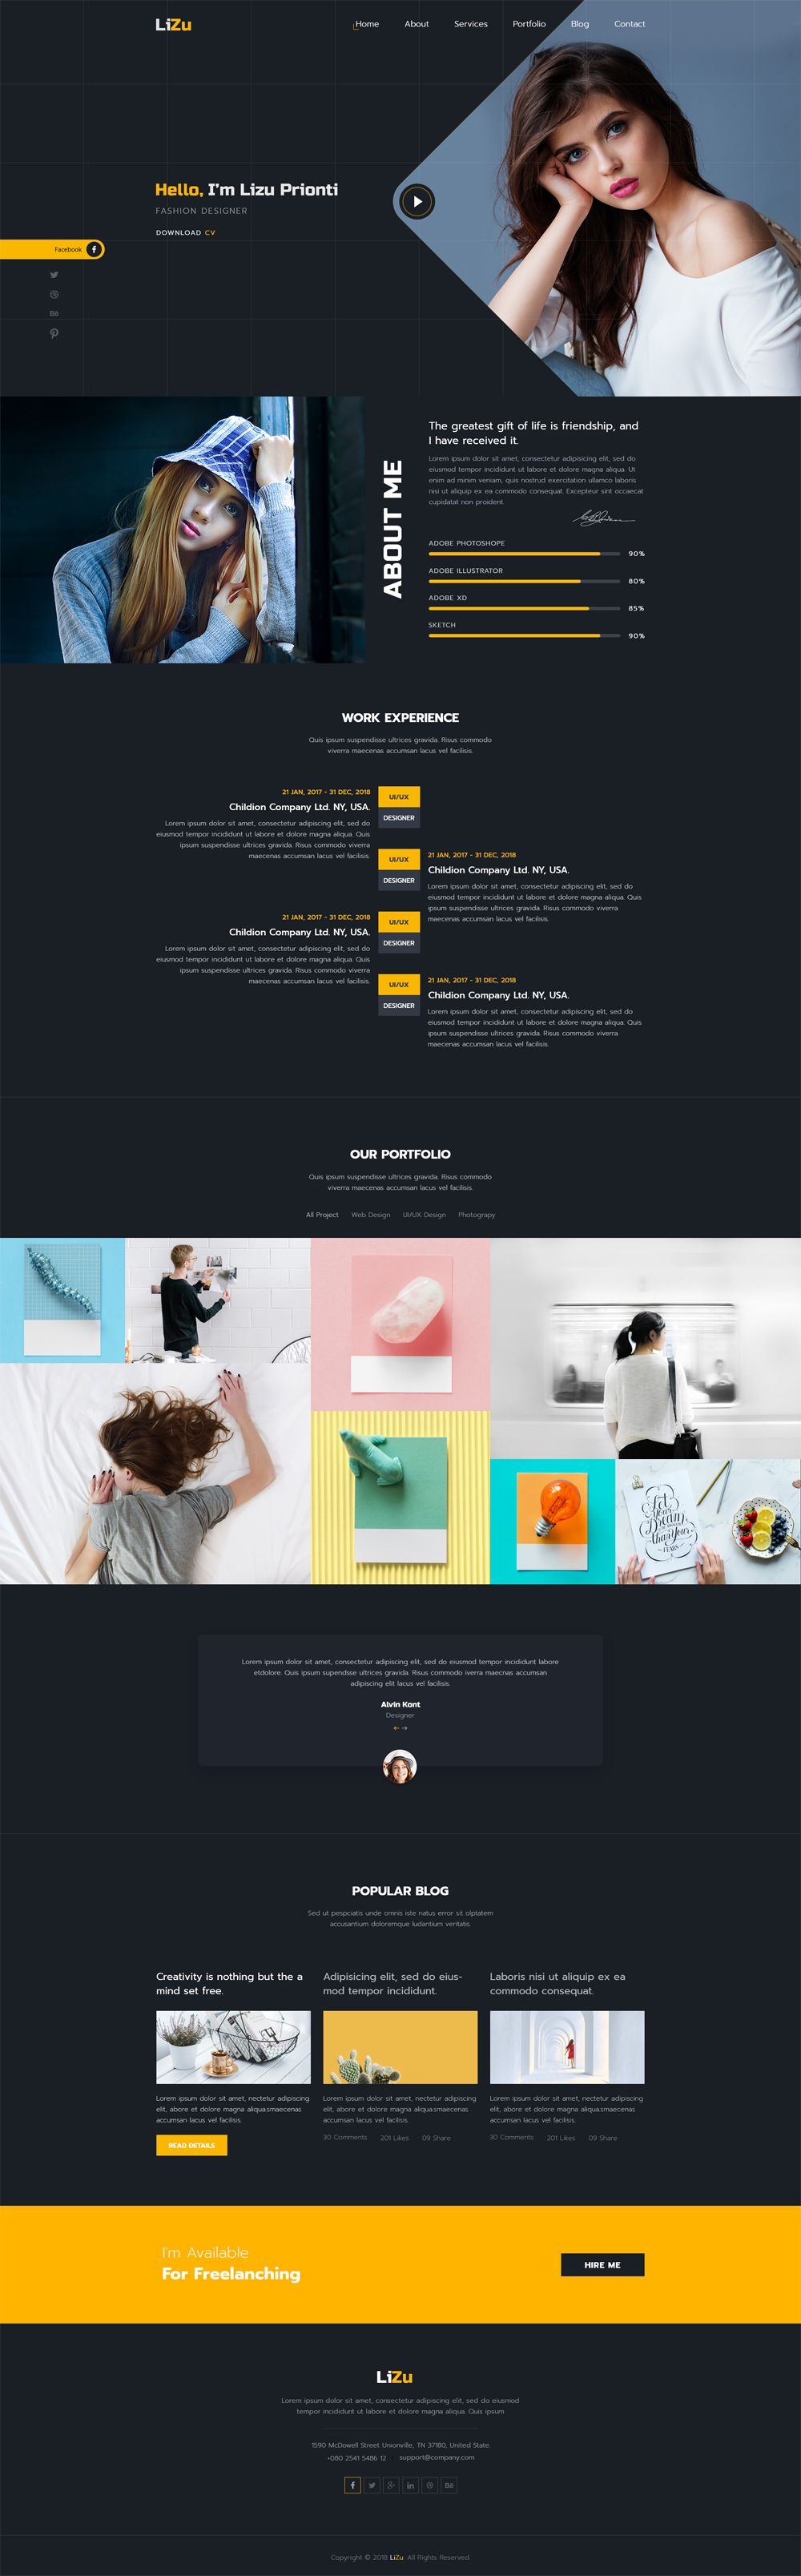 LiZu
Home About Services Portfolio Blog Contact
Hello, I'm Lizu Prionti
FASHION DESIGNER
DOWNLOAD CV
Facebook
Bē
ABOUT ME
The greatest gift of life is friendship, and
I have received it.
Lorem ipsum dolor sit amet, consectetur adipisicing elit, sed do
eiusmod tempor incididunt ut labore et dolore magna aliqua. Ut
enim ad minim veniam, quis nostrud exercitation ullamco laboris
nisi ut aliquip ex ea commodo consequat. Excepteur sint occaecat
cupidatat non proident.
ADOBE PHOTOSHOPE
90%
ADOBE ILLUSTRATOR
80%
ADOBE XD
85%
SKETCH
90%
WORK EXPERIENCE
Quis ipsum suspendisse ultrices gravida. Risus commodo
viverra maecenas accumsan lacus vel facilisis.
21 JAN, 2017 - 31 DEC, 2018
Childion Company Ltd. NY, USA.
Lorem ipsum dolor sit amet, consectetur adipiscing elit, sed do
eiusmod tempor incididunt ut labore et dolore magna aliqua. Quis
ipsum suspendisse ultrices gravida. Risus commodo viverra
maecenas accumsan lacus vel facilisis.
UI/UX
DESIGNER
UI/UX
DESIGNER
21 JAN, 2017 - 31 DEC, 2018
Childion Company Ltd. NY, USA.
Lorem ipsum dolor sit amet, consectetur adipiscing elit, sed do
eiusmod tempor incididunt ut labore et dolore magna aliqua. Quis
ipsum suspendisse ultrices gravida. Risus commodo viverra
maecenas accumsan lacus vel facilisis.
21 JAN, 2017 - 31 DEC, 2018
Childion Company Ltd. NY, USA.
Lorem ipsum dolor sit amet, consectetur adipiscing elit, sed do
eiusmod tempor incididunt ut labore et dolore magna aliqua. Quis
ipsum suspendisse ultrices gravida. Risus commodo viverra
maecenas accumsan lacus vel facilisis.
UI/UX
DESIGNER
UI/UX
DESIGNER
21 JAN, 2017 - 31 DEC, 2018
Childion Company Ltd. NY, USA.
Lorem ipsum dolor sit amet, consectetur adipiscing elit, sed do
eiusmod tempor incididunt ut labore et dolore magna aliqua. Quis
ipsum suspendisse ultrices gravida. Risus commodo viverra
maecenas accumsan lacus vel facilisis.
OUR PORTFOLIO
Quis ipsum suspendisse ultrices gravida. Risus commodo
viverra maecenas accumsan lacus vel facilisis.
All Project Web Design UI/UX Design Photograpy
Let
Your
Dream
than Your
FEARS
Lorem ipsum dolor sit amet, consectetur adipiscing elit, sed do eiusmod tempor incididunt labore
etdolore. Quis ipsum supendsse ultrices gravida. Risus commodo iverra maecnas accumsan
adipiscing elit lacus vel facilisis.
Alvin Kont
Designer
POPULAR BLOG
Sed ut pespciatis unde omnis iste natus error sit olptatem
accusantium doloremque ludantium veritatis.
Creativity is nothing but the a
mind set free.
Lorem ipsum dolor sit amet, nectetur adipiscing
elit, abore et dolore magna aliqua.smaecenas
accumsan lacus vel facilisis.
READ DETAILS
Adipisicing elit, sed do eius-
mod tempor incididunt.
Lorem ipsum dolor sit amet, nectetur adipiscing
elit, abore et dolore magna aliqua.smaecenas
accumsan lacus vel facilisis.
30 Comments 201 Likes 09 Share
Laboris nisi ut aliquip ex ea
commodo consequat.
Lorem ipsum dolor sit amet, nectetur adipiscing
elit, abore et dolore magna aliqua.smaecenas
accumsan lacus vel facilisis.
30 Comments 201 Likes 09 Share
I'm Available
For Freelanching
HIRE ME
LiZu
Lorem ipsum dolor sit amet, consectetur adipiscing elit, sed do eiusmod
tempor incididunt ut labore et dolore magna aliqua. Quis ipsum
1590 McDowell Street Unionville, TN 37180, United State.
+080 2541 5486 12 support@company.com
Bē
Copyright © 2018 LiZu. All Rights Reserved.